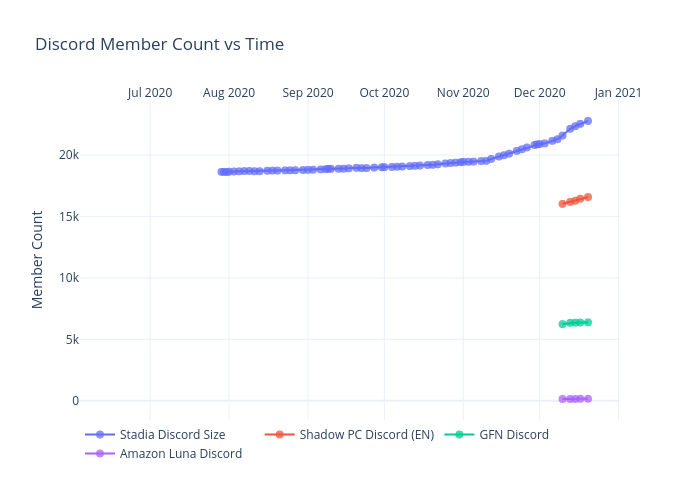 Discord Member Count vs Time
Jul 2020 Aug 2020 Sep 2020 Oct 2020 Nov 2020 Dec 2020 Jan 2021
20k
15k
10k
5k
0
Member Count
Stadia Discord Size Shadow PC Discord (EN) GFN Discord
Amazon Luna Discord